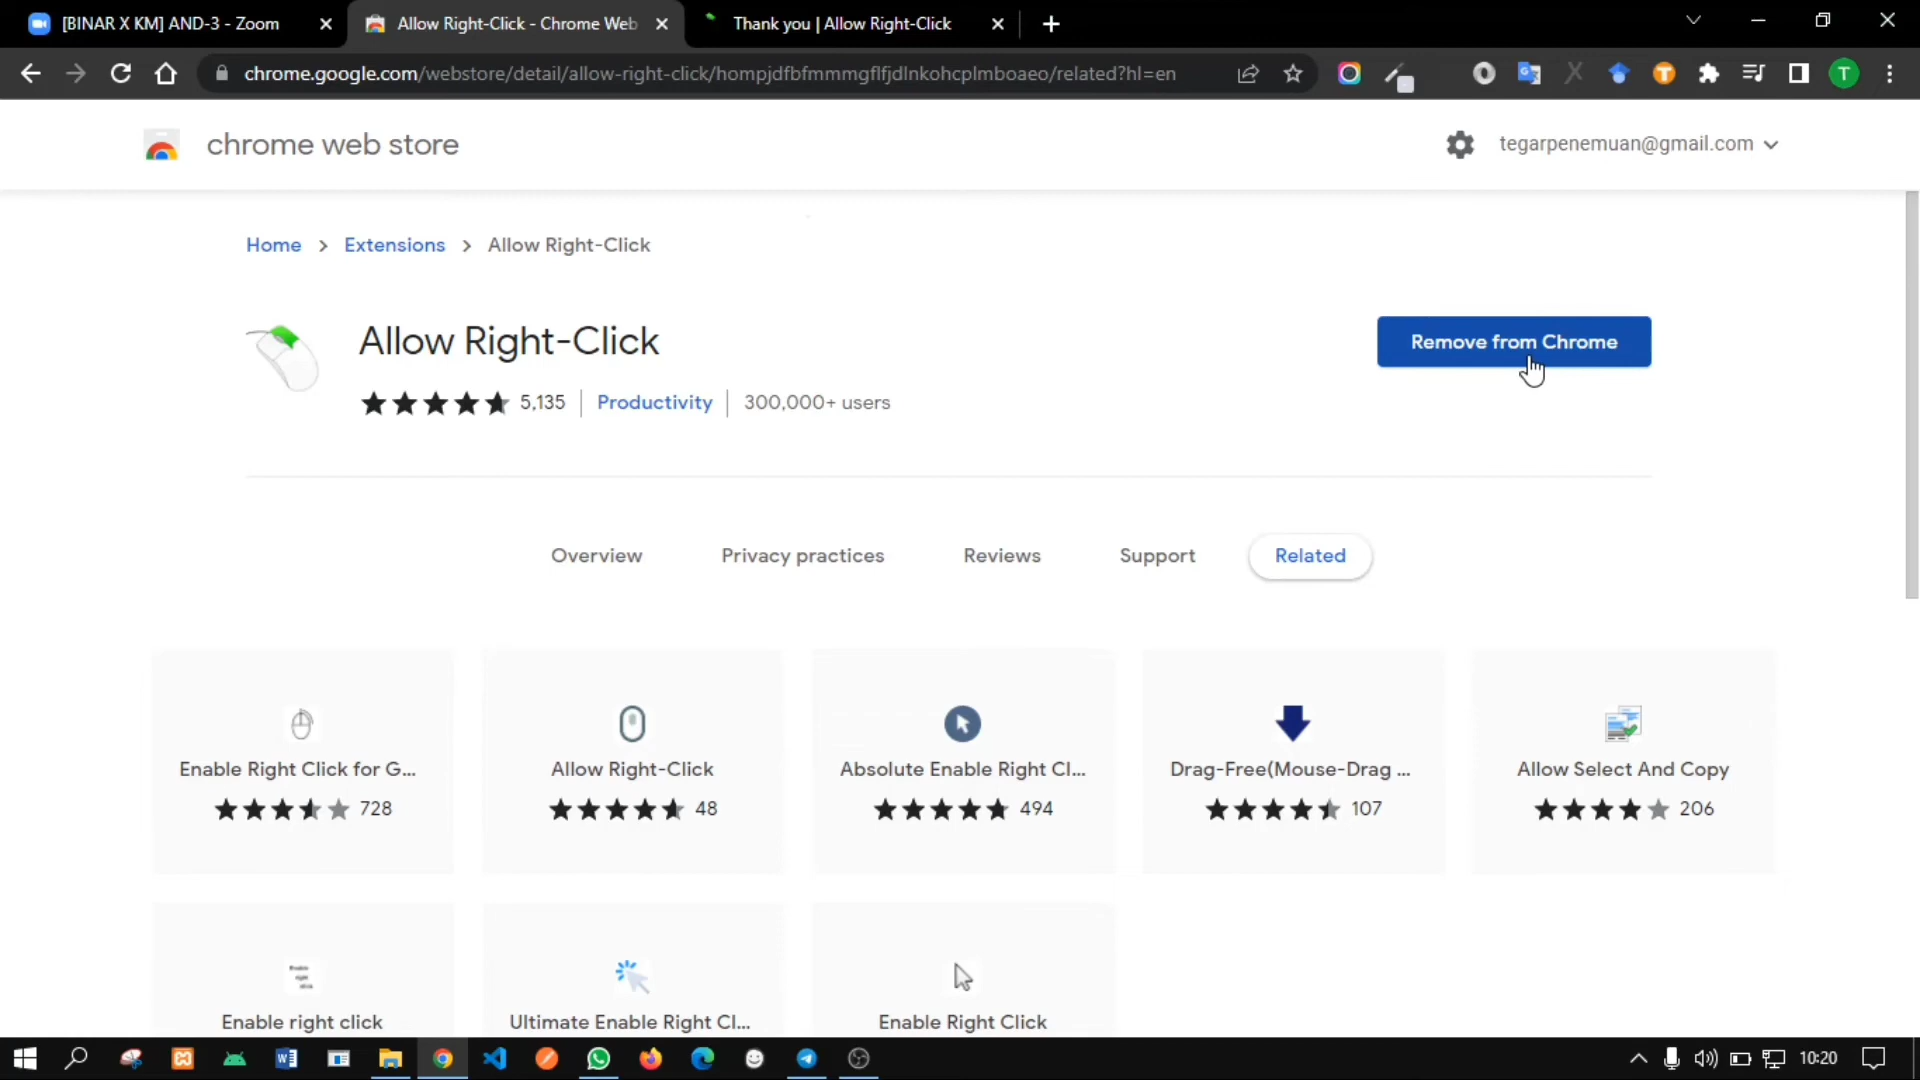 [BINAR X KM] AND-3 - Zoom
Allow Right-Click - Chrome Web
Thank you | Allow Right-Click
chrome.google.com/webstore/detail/allow-right-click/hompjdfbfmmmgflfjdlnkohcplmboaeo/related?hl=en
T
chrome web store
tegarpenemuan@gmail.com
Home > Extensions > Allow Right-Click
Allow Right-Click
Remove from Chrome
5,135 | Productivity | 300,000+ users
Overview
Privacy practices
Reviews
Support
Related
Enable Right Click for G...
728
Allow Right-Click
48
Absolute Enable Right Cl...
494
Drag-Free(Mouse-Drag ...
107
Allow Select And Copy
206
Enable right click
Ultimate Enable Right Cl...
Enable Right Click
10:20